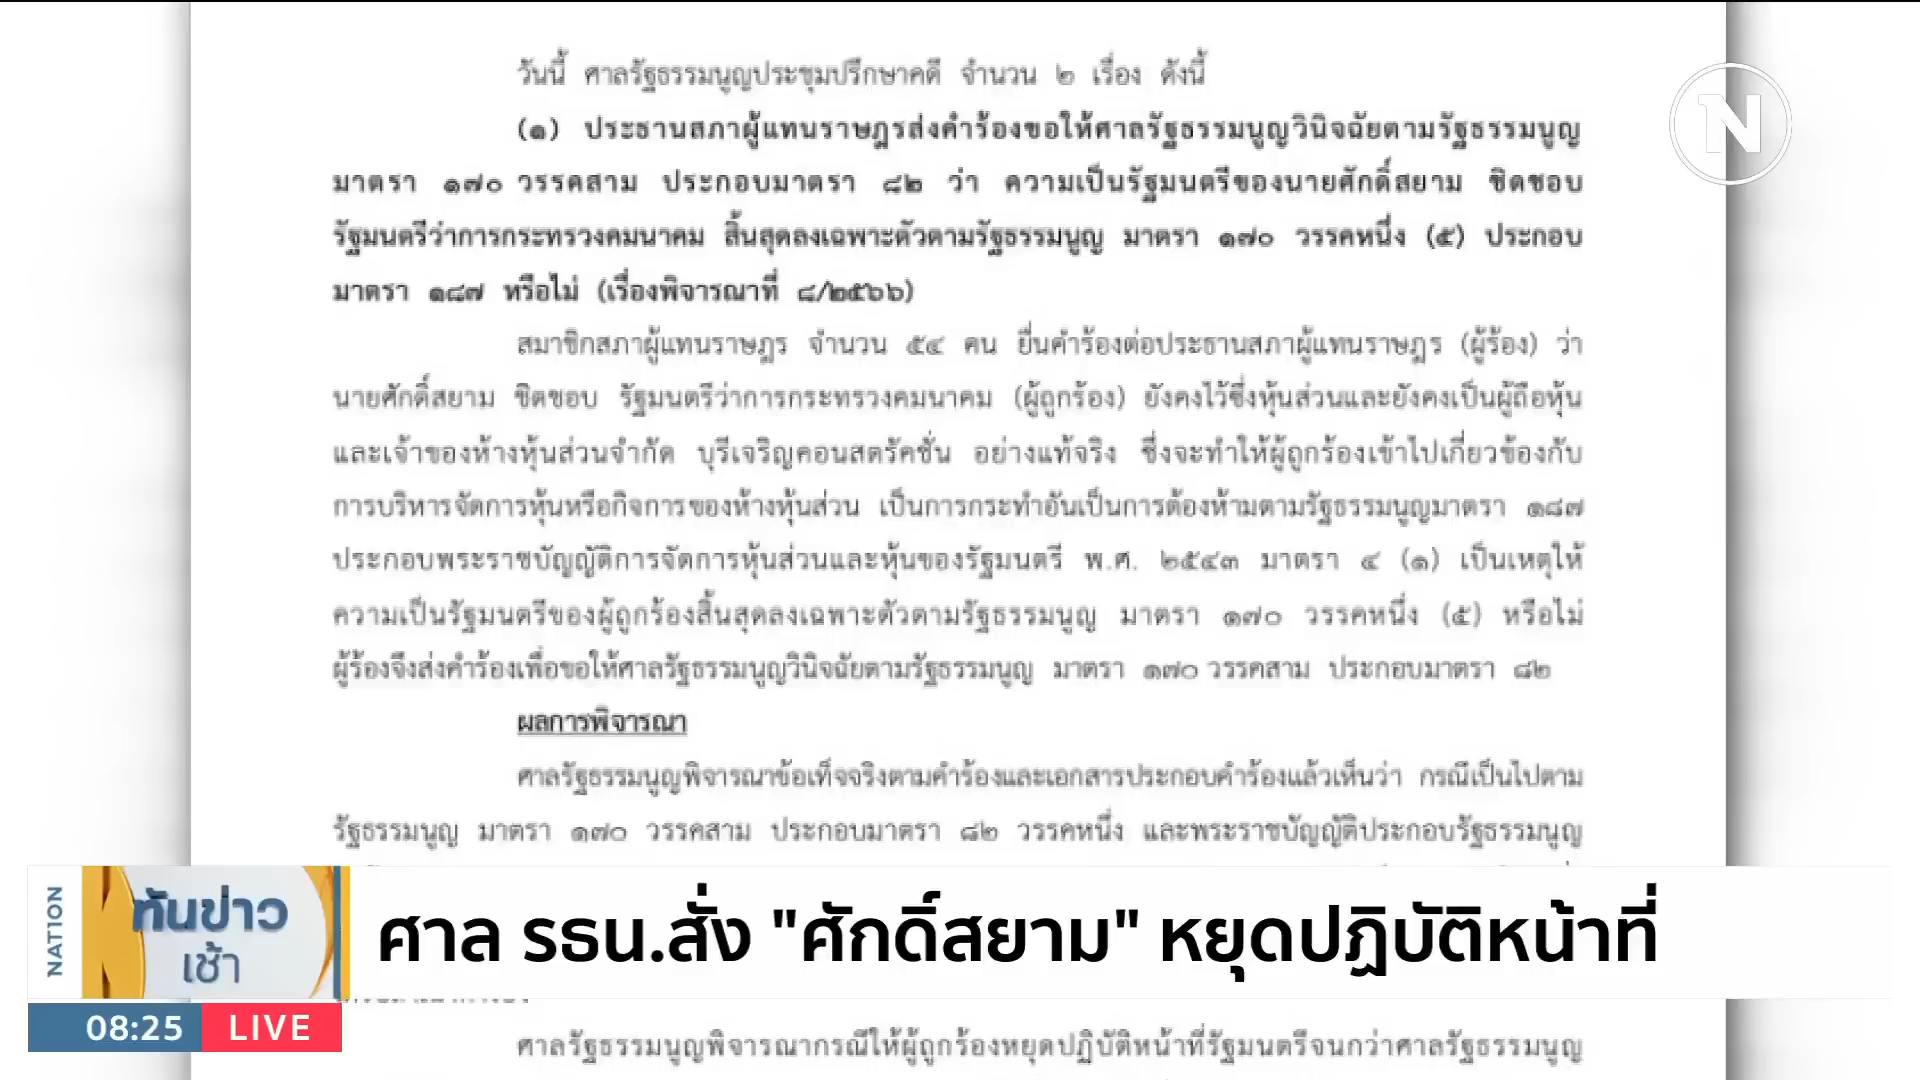 วันนี้ ศาลรัฐธรรมนูญประชุมปรึกษาคดี จำนวน ๒ เรื่อง ดังนี้
(๑) ประธานสภาผู้แทนราษฎรส่งคำร้องขอให้ศาลรัฐธรรมนูญวินิจฉัยตามรัฐธรรมนูญ
มาตรา ๑๗๐ วรรคสาม ประกอบมาตรา ๘๒ ว่า ความเป็นรัฐมนตรีของนายศักดิ์สยาม ชิดชอบ
รัฐมนตรีว่าการกระทรวงคมนาคม สิ้นสุดลงเฉพาะตัวตามรัฐธรรมนูญ มาตรา ๑๗๐ วรรคหนึ่ง (๕) ประกอบ
มาตรา ๑๘๗ หรือไม่ (เรื่องพิจารณาที่ ๘/๒๕๖๖)
สมาชิกสภาผู้แทนราษฎร จำนวน ๕๔ คน ยื่นคำร้องต่อประธานสภาผู้แทนราษฎร (ผู้ร้อง) ว่า
นายศักดิ์สยาม ชิดชอบ รัฐมนตรีว่าการกระทรวงคมนาคม (ผู้ถูกร้อง) ยังคงไว้ซึ่งหุ้นส่วนและยังคงเป็นผู้ถือหุ้น
และเจ้าของห้างหุ้นส่วนจำกัด บุรีเจริญคอนสตรัคชั่น อย่างแท้จริง ซึ่งจะทำให้ผู้ถูกร้องเข้าไปเกี่ยวข้องกับ
การบริหารจัดการหุ้นหรือกิจการของห้างหุ้นส่วน เป็นการกระทำอันเป็นการต้องห้ามตามรัฐธรรมนูญมาตรา ๑๘๗
ประกอบพระราชบัญญัติการจัดการหุ้นส่วนและหุ้นของรัฐมนตรี พ.ศ. ๒๕๔๓ มาตรา ๔ (๑) เป็นเหตุให้
ความเป็นรัฐมนตรีของผู้ถูกร้องสิ้นสุดลงเฉพาะตัวตามรัฐธรรมนูญ มาตรา ๑๗๐ วรรคหนึ่ง (๕) หรือไม่
ผู้ร้องจึงส่งคำร้องเพื่อขอให้ศาลรัฐธรรมนูญวินิจฉัยตามรัฐธรรมนูญ มาตรา ๑๗๐ วรรคสาม ประกอบมาตรา ๘๒
ผลการพิจารณา
ศาลรัฐธรรมนูญพิจารณาข้อเท็จจริงตามคำร้องและเอกสารประกอบคำร้องแล้วเห็นว่า กรณีเป็นไปตาม
รัฐธรรมนูญ มาตรา ๑๗๐ วรรคสาม ประกอบมาตรา ๘๒ วรรคหนึ่ง และพระราชบัญญัติประกอบรัฐธรรมนูญ
NATION
ทันข่าว
เช้า
ศาล รธน.สั่ง "ศักดิ์สยาม" หยุดปฏิบัติหน้าที่
08:25 LIVE
ศาลรัฐธรรมนูญพิจารณากรณีให้ผู้ถูกร้องหยุดปฏิบัติหน้าที่รัฐมนตรีจนกว่าศาลรัฐธรรมนูญ
N